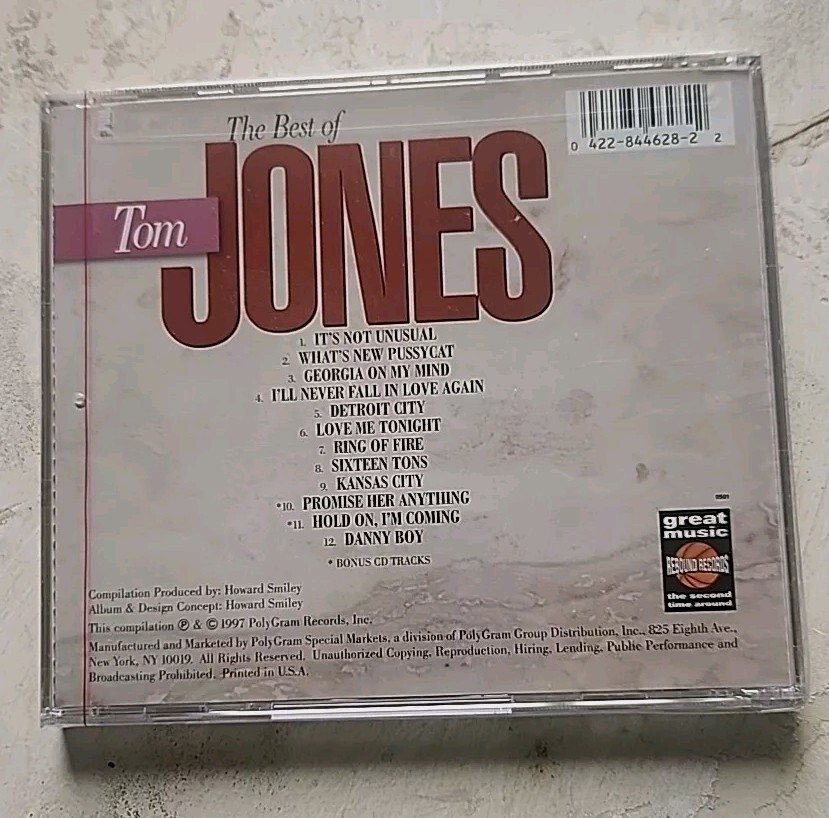 The Best of
Tom
JONES
0 422-844628-2 2
1. IT'S NOT UNUSUAL
2. WHAT'S NEW PUSSYCAT
3. GEORGIA ON MY MIND
4. I'LL NEVER FALL IN LOVE AGAIN
5. DETROIT CITY
6. LOVE ME TONIGHT
7. RING OF FIRE
8. SIXTEEN TONS
9. KANSAS CITY
*10. PROMISE HER ANYTHING
*11. HOLD ON, I'M COMING
12. DANNY BOY
* BONUS CD TRACKS
great
music
REBOUND RECORDS
the second
time around
Compilation Produced by: Howard Smiley
Album & Design Concept: Howard Smiley
This compilation ℗ & © 1997 PolyGram Records, Inc.
Manufactured and Marketed by PolyGram Special Markets, a division of PolyGram Group Distribution, Inc., 825 Eighth Ave.,
New York, NY 10019. All Rights Reserved. Unauthorized Copying, Reproduction, Hiring, Lending, Public Performance and
Broadcasting Prohibited. Printed in U.S.A.